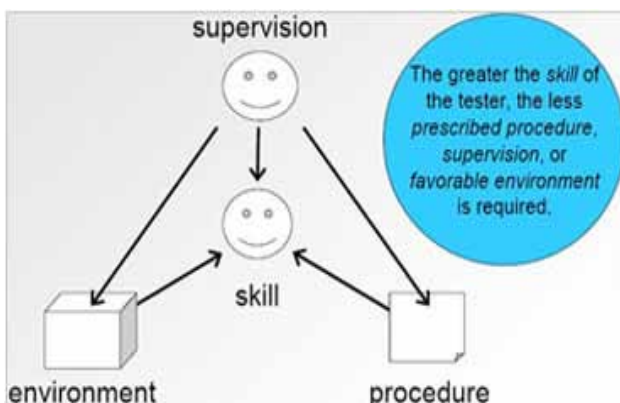 supervision
The greater the skill of
the tester, the less
prescribed procedure,
supervision, or
favorable environment
is required.
skill
environment
procedure